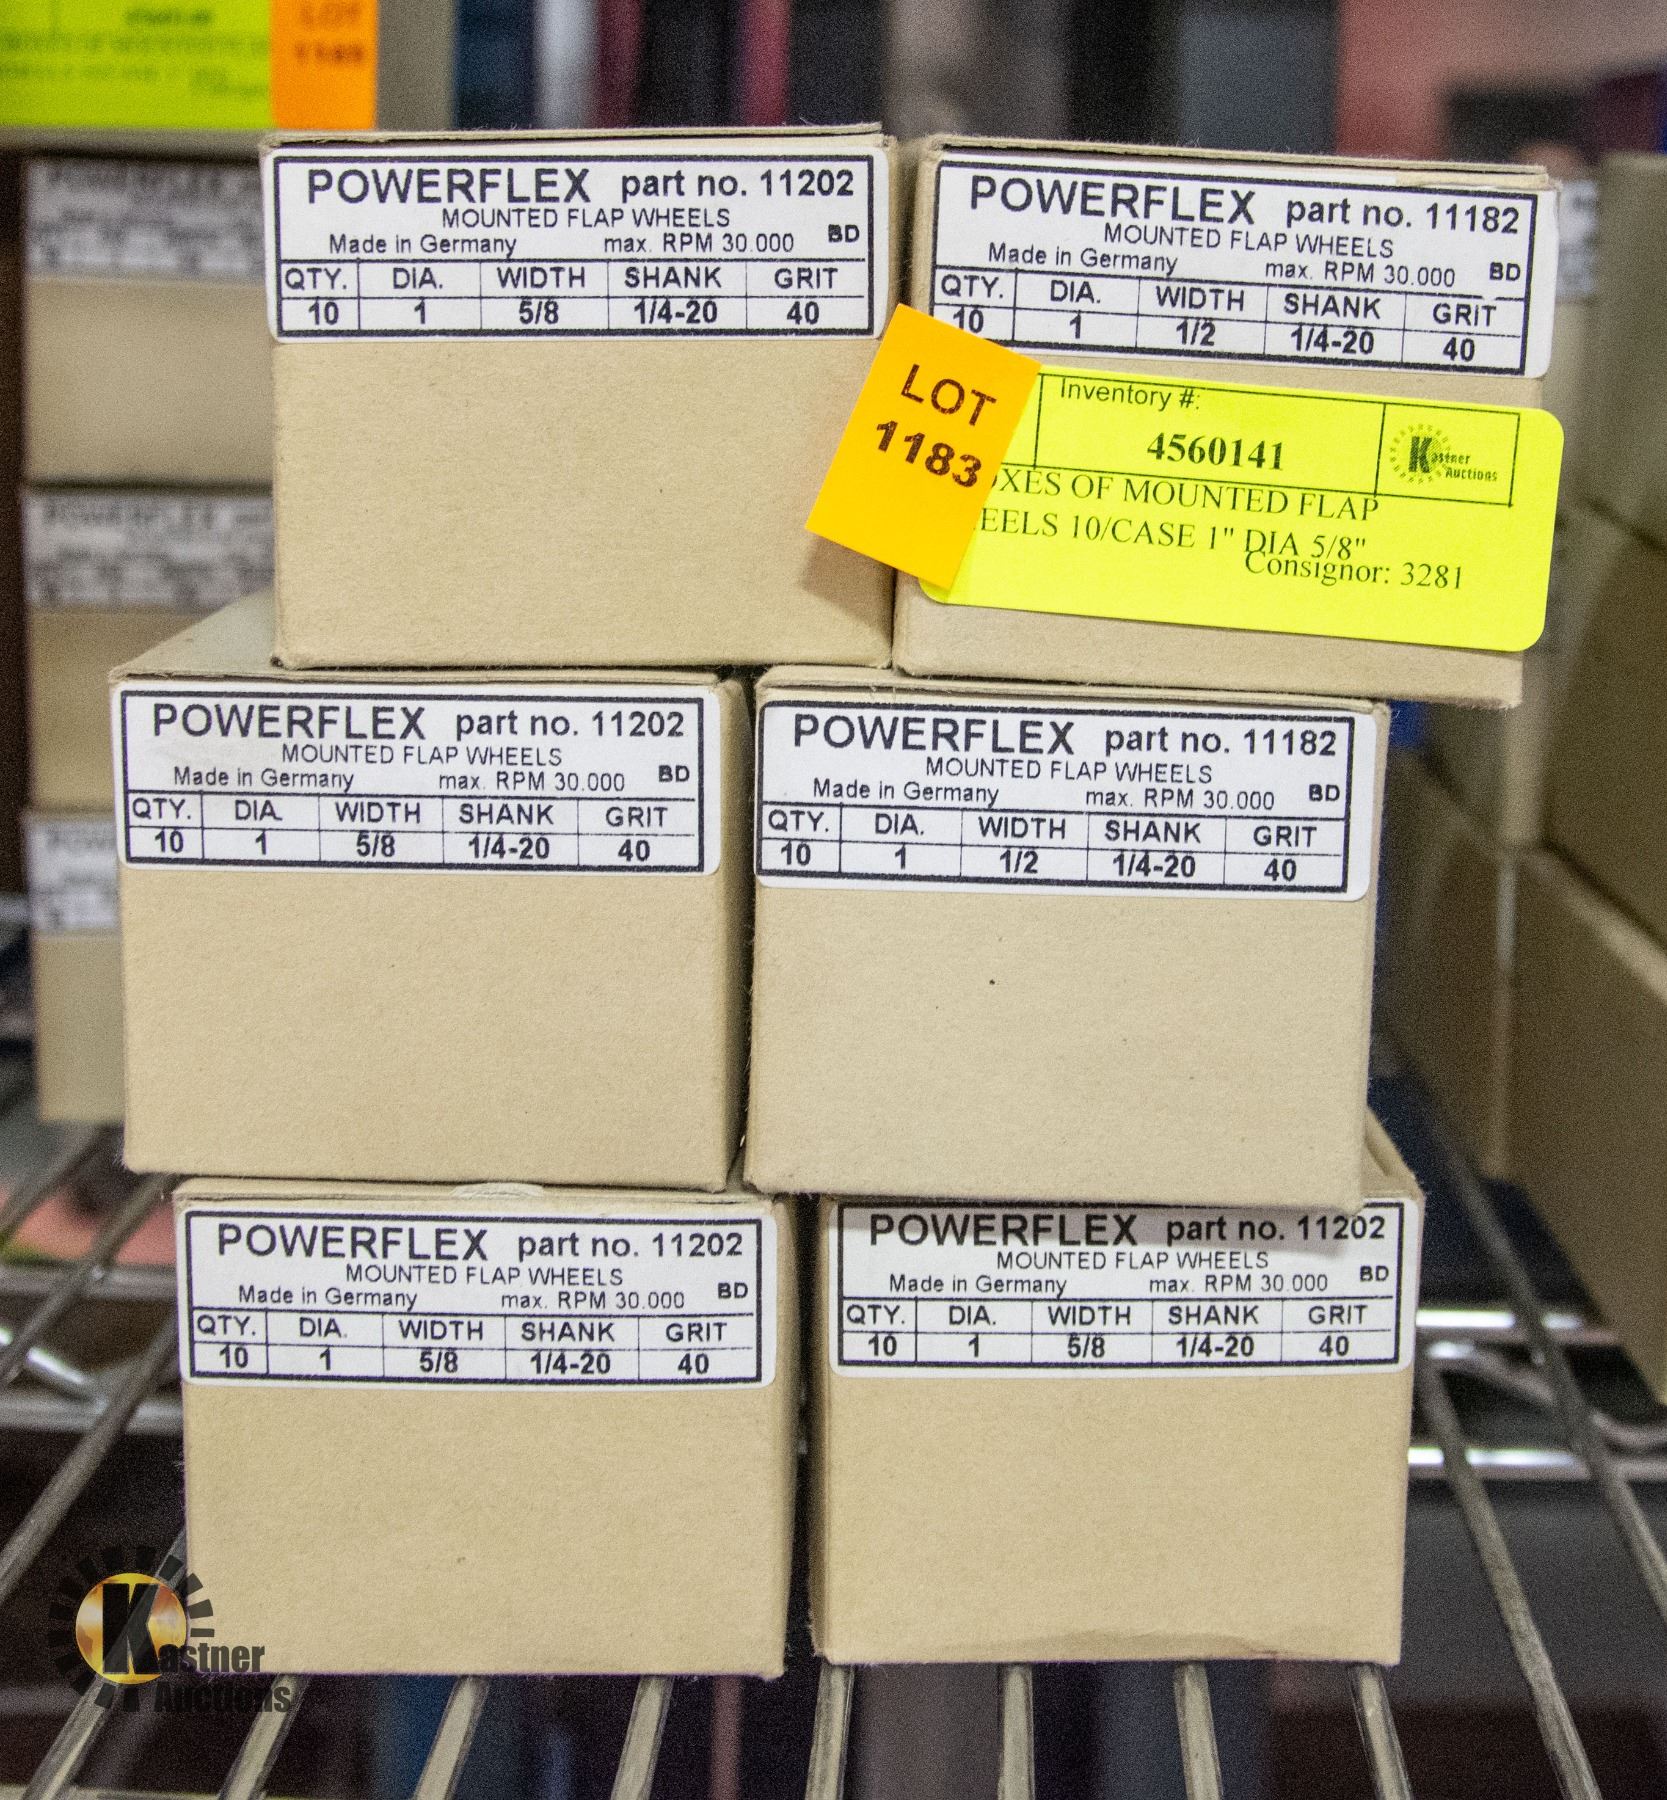 LOT
1189
POWERFLEX part no. 11202
MOUNTED FLAP WHEELS
Made in Germany max. RPM 30.000 BD
QTY. DIA. WIDTH SHANK GRIT
10 1 5/8 1/4-20 40
POWERFLEX part no. 11182
MOUNTED FLAP WHEELS
Made in Germany max. RPM 30.000 BD
QTY. DIA. WIDTH SHANK GRIT
10 1 1/2 1/4-20 40
LOT
1183
Inventory #:
4560141
Kastner
Auctions
OXES OF MOUNTED FLAP
EELS 10/CASE 1" DIA 5/8"
Consignor: 3281
POWERFLEX part no. 11202
MOUNTED FLAP WHEELS
Made in Germany max. RPM 30.000 BD
QTY. DIA. WIDTH SHANK GRIT
10 1 5/8 1/4-20 40
POWERFLEX part no. 11182
MOUNTED FLAP WHEELS
Made in Germany max. RPM 30.000 BD
QTY. DIA. WIDTH SHANK GRIT
10 1 1/2 1/4-20 40
POWERFLEX part no. 11202
MOUNTED FLAP WHEELS
Made in Germany max. RPM 30.000 BD
QTY. DIA. WIDTH SHANK GRIT
10 1 5/8 1/4-20 40
POWERFLEX part no. 11202
MOUNTED FLAP WHEELS
Made in Germany max. RPM 30.000 BD
QTY. DIA. WIDTH SHANK GRIT
10 1 5/8 1/4-20 40
Kastner
Auctions